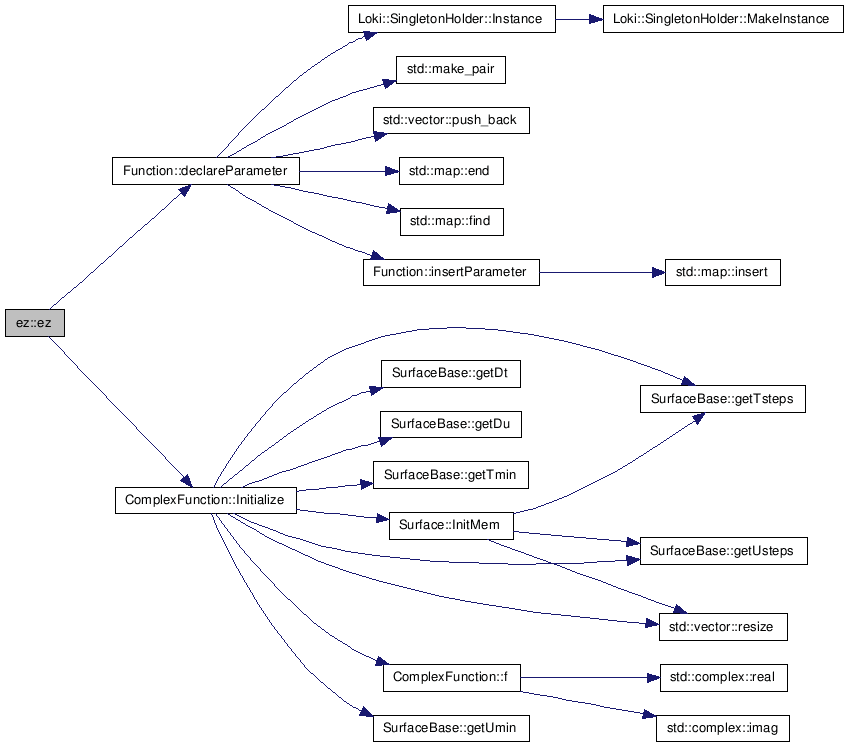 Loki::SingletonHolder::Instance
Loki::SingletonHolder::MakeInstance
std::make_pair
std::vector::push_back
Function::declareParameter
std::map::end
std::map::find
Function::insertParameter
std::map::insert
ez::ez
SurfaceBase::getDt
SurfaceBase::getTsteps
SurfaceBase::getDu
SurfaceBase::getTmin
ComplexFunction::Initialize
Surface::InitMem
SurfaceBase::getUsteps
std::vector::resize
ComplexFunction::f
std::complex::real
SurfaceBase::getUmin
std::complex::imag